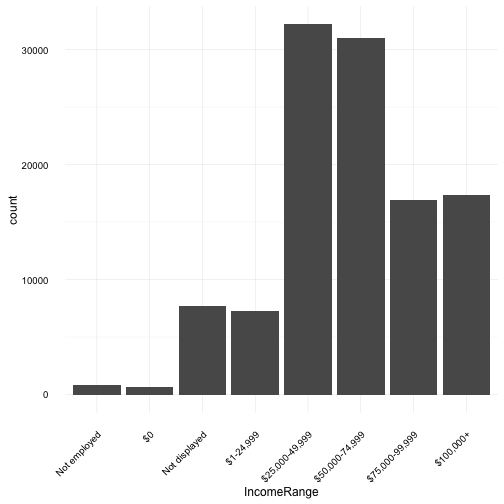 30000
20000
10000
0
count
Not employed
$0
Not displayed
$1-24,999
$25,000-49,999
$50,000-74,999
$75,000-99,999
$100,000+
IncomeRange